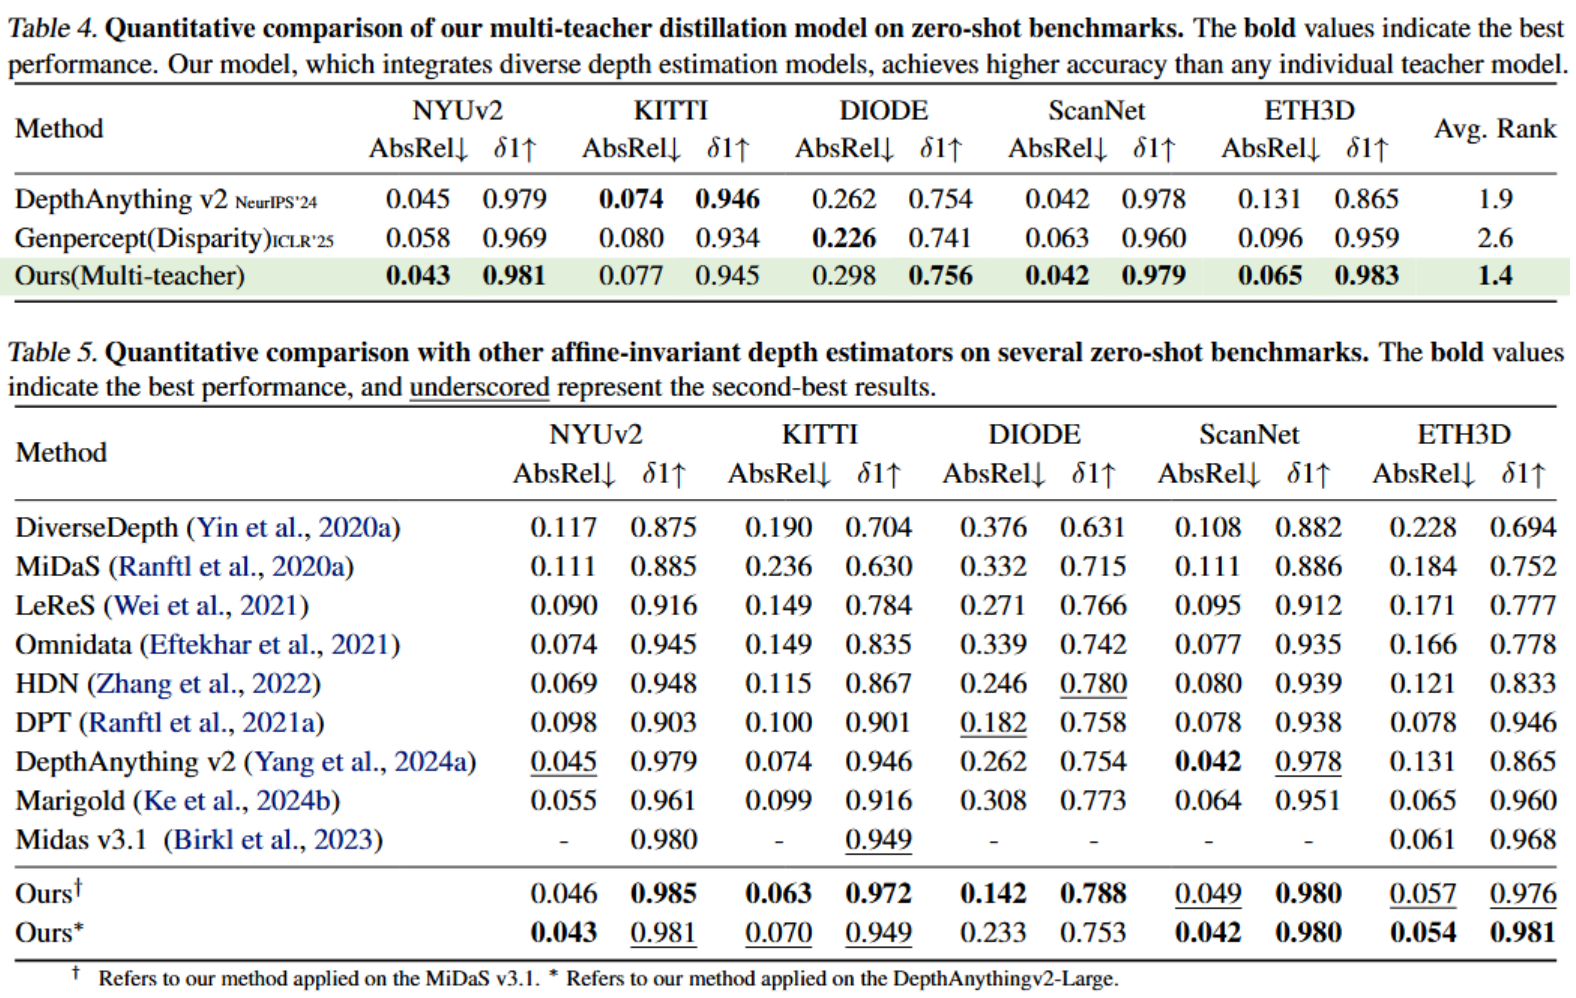 Table 4. Quantitative comparison of our multi-teacher distillation model on zero-shot benchmarks. The bold values indicate the best
performance. Our model, which integrates diverse depth estimation models, achieves higher accuracy than any individual teacher model.
Method NYUv2 KITTI DIODE ScanNet ETH3D Avg. Rank
AbsRel↓ δ1↑ AbsRel↓ δ1↑ AbsRel↓ δ1↑ AbsRel↓ δ1↑ AbsRel↓ δ1↑
DepthAnything v2 NeurIPS'24 0.045 0.979 0.074 0.946 0.262 0.754 0.042 0.978 0.131 0.865 1.9
Genpercept(Disparity)ICLR'25 0.058 0.969 0.080 0.934 0.226 0.741 0.063 0.960 0.096 0.959 2.6
Ours(Multi-teacher) 0.043 0.981 0.077 0.945 0.298 0.756 0.042 0.979 0.065 0.983 1.4
Table 5. Quantitative comparison with other affine-invariant depth estimators on several zero-shot benchmarks. The bold values
indicate the best performance, and underscored represent the second-best results.
Method NYUv2 KITTI DIODE ScanNet ETH3D
AbsRel↓ δ1↑ AbsRel↓ δ1↑ AbsRel↓ δ1↑ AbsRel↓ δ1↑ AbsRel↓ δ1↑
DiverseDepth (Yin et al., 2020a) 0.117 0.875 0.190 0.704 0.376 0.631 0.108 0.882 0.228 0.694
MiDaS (Ranftl et al., 2020a) 0.111 0.885 0.236 0.630 0.332 0.715 0.111 0.886 0.184 0.752
LeReS (Wei et al., 2021) 0.090 0.916 0.149 0.784 0.271 0.766 0.095 0.912 0.171 0.777
Omnidata (Eftekhar et al., 2021) 0.074 0.945 0.149 0.835 0.339 0.742 0.077 0.935 0.166 0.778
HDN (Zhang et al., 2022) 0.069 0.948 0.115 0.867 0.246 0.780 0.080 0.939 0.121 0.833
DPT (Ranftl et al., 2021a) 0.098 0.903 0.100 0.901 0.182 0.758 0.078 0.938 0.078 0.946
DepthAnything v2 (Yang et al., 2024a) 0.045 0.979 0.074 0.946 0.262 0.754 0.042 0.978 0.131 0.865
Marigold (Ke et al., 2024b) 0.055 0.961 0.099 0.916 0.308 0.773 0.064 0.951 0.065 0.960
Midas v3.1 (Birkl et al., 2023) - 0.980 - 0.949 - - - - 0.061 0.968
Ours† 0.046 0.985 0.063 0.972 0.142 0.788 0.049 0.980 0.057 0.976
Ours* 0.043 0.981 0.070 0.949 0.233 0.753 0.042 0.980 0.054 0.981
† Refers to our method applied on the MiDaS v3.1. * Refers to our method applied on the DepthAnythingv2-Large.